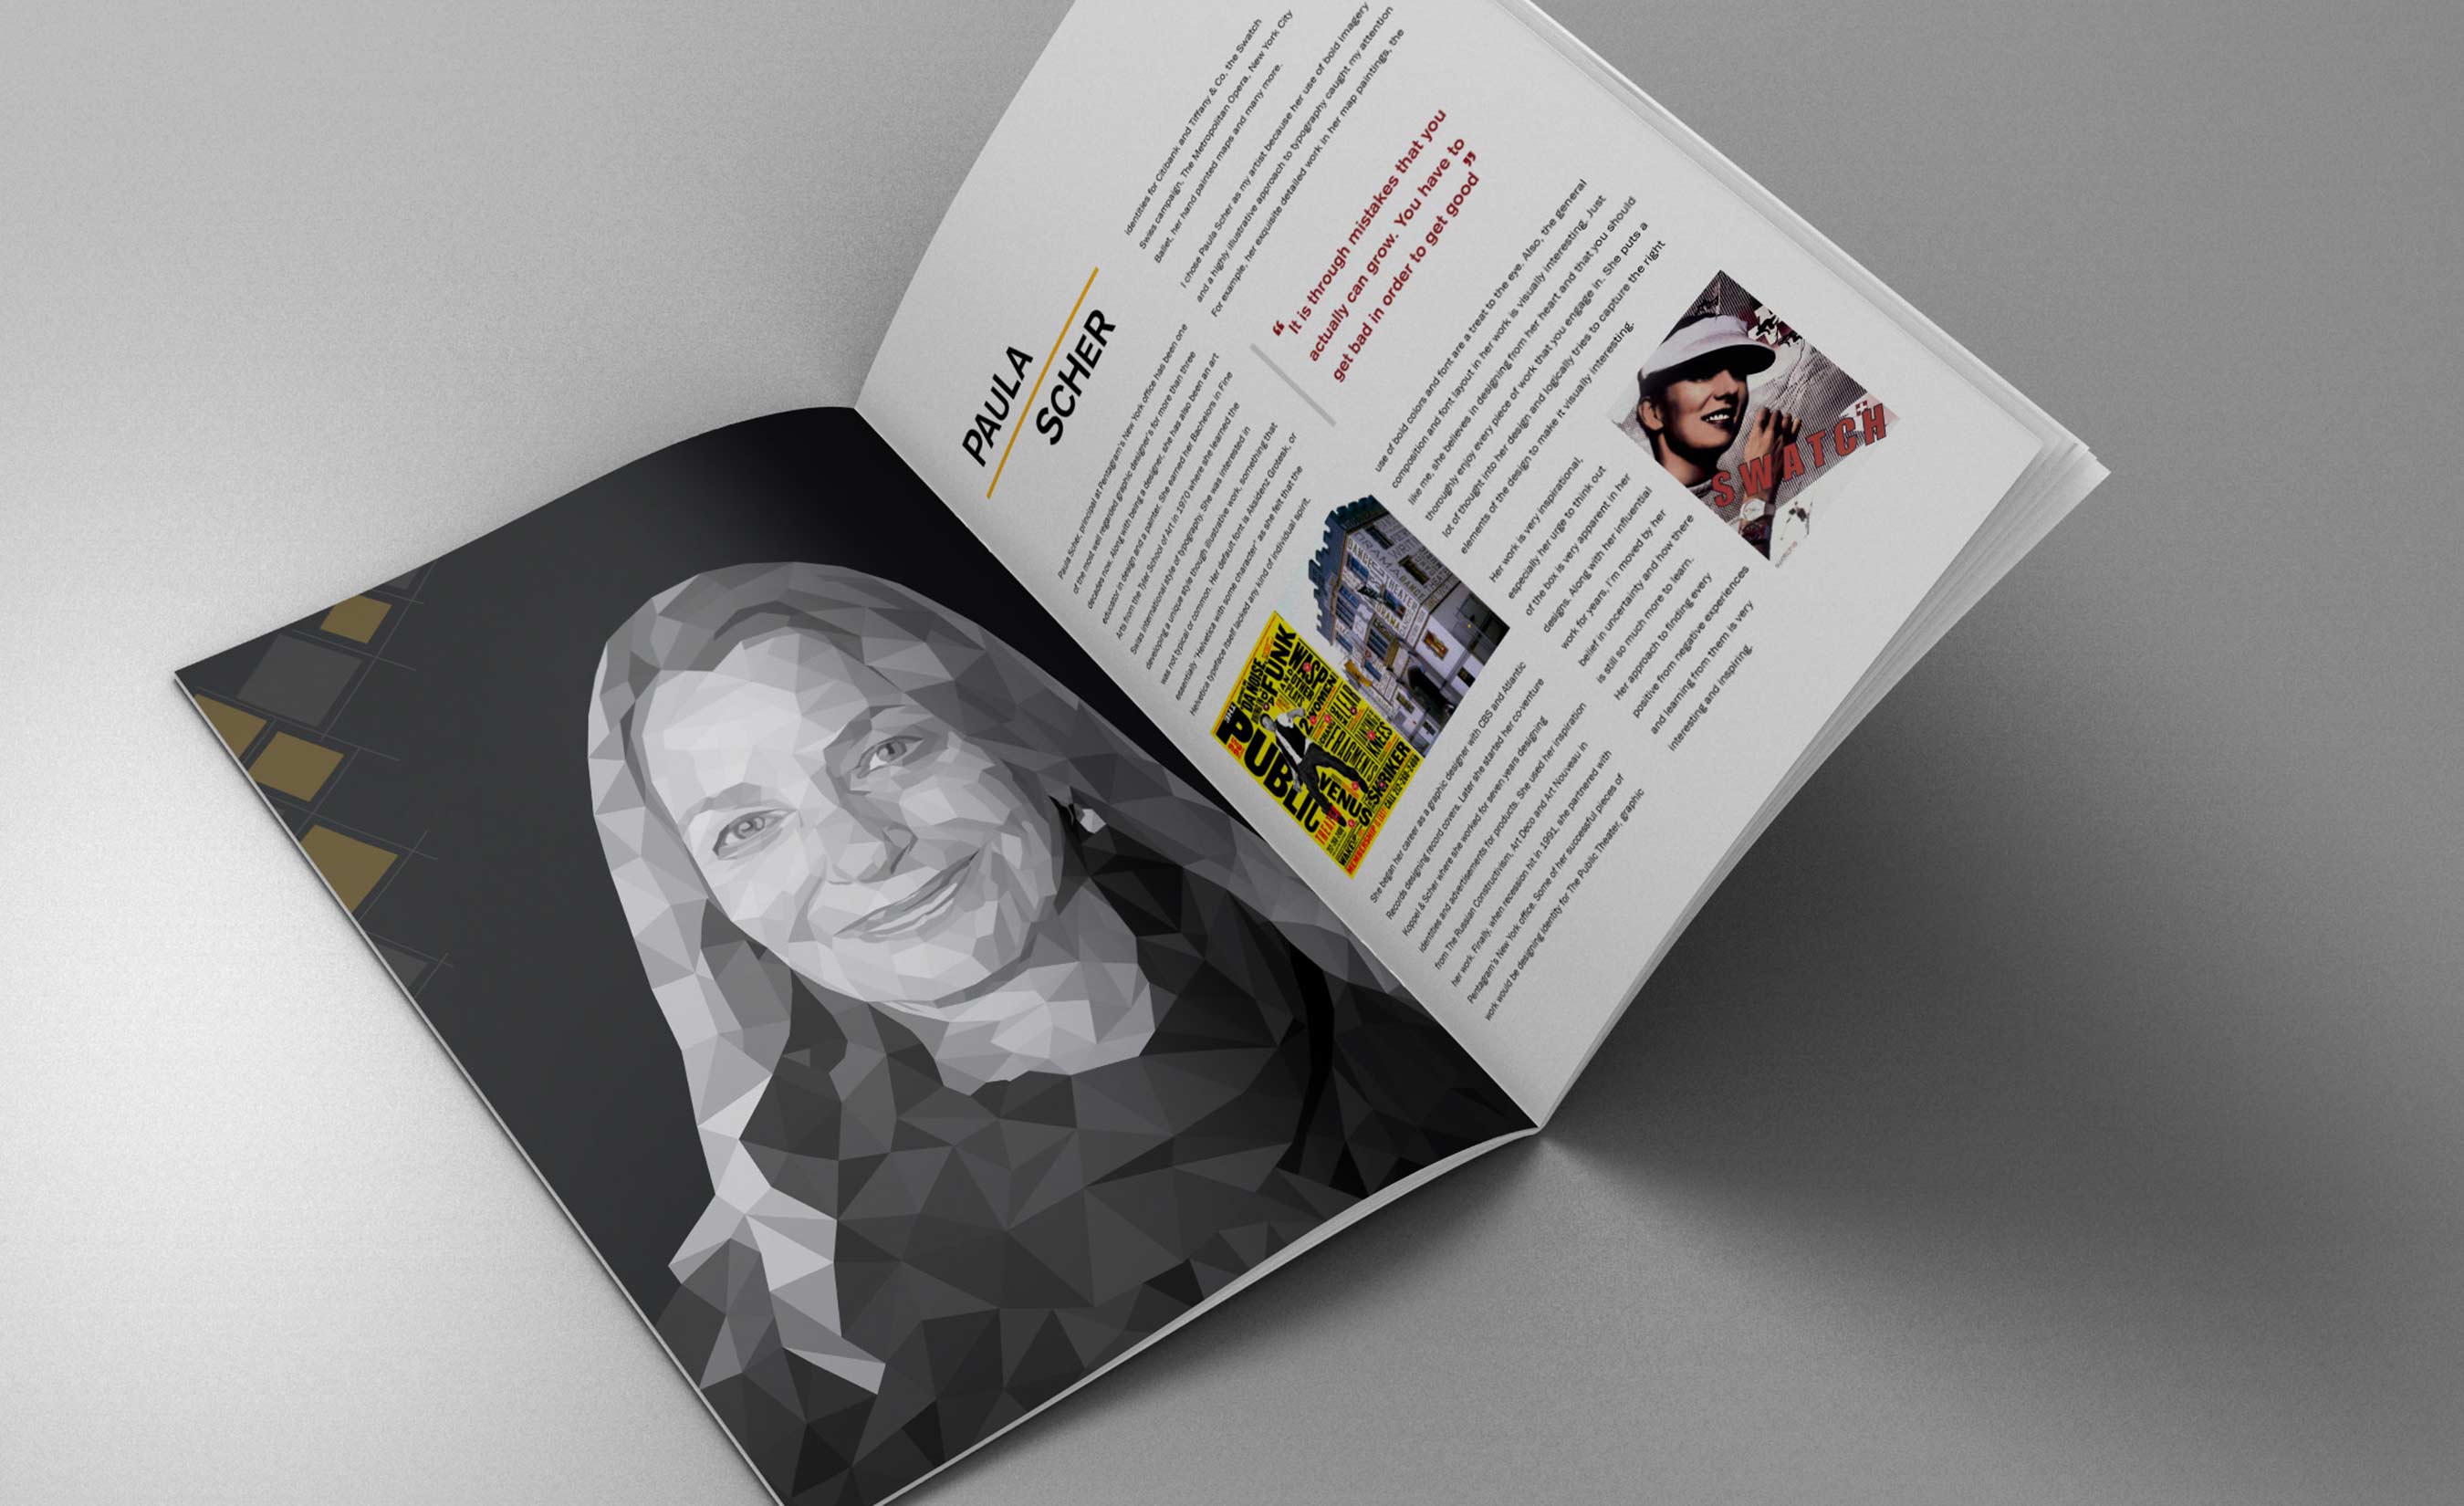 PAULA
SCHER
Paula Scher, principal at Pentagram's New York office has been one
of the most well regarded graphic designer's for more than three
decades now. Along with being a designer, she has also been an art
educator in design and a painter. She earned her Bachelors in Fine
Arts from the Tyler School of Art in 1970 where she learned the
Swiss international style of typography. She was interested in
developing a unique style though illustrative work, something that
was not typical or common. Her default font is Aksidenz Grotesk, or
essentially "Helvetica with some character" as she felt that the
Helvetica typeface itself lacked any kind of individual spirit.
THE
PUBLIC
DANOISE
FUNK
WASP
& OTHER
PLAYS
2 WOMEN
FRAGMENTS
KNEES
VENUS
SKRIKER
CALL 212-260-2400
MEMBERSHIP
She began her career as a graphic designer with CBS and Atlantic
Records designing record covers. Later she started her co-venture
Koppel & Scher where she worked for seven years designing
identities and advertisements for products. She used her inspiration
from The Russian Constructivism, Art Deco and Art Nouveau in
her work. Finally, when recession hit in 1991, she partnered with
Pentagram's New York office. Some of her successful pieces of
work would be designing identity for The Public Theater, graphic
identities for Citibank and Tiffany & Co, the Swatch
Swiss campaign, The Metropolitan Opera, New York City
Ballet, her hand painted maps and many more.
I chose Paula Scher as my artist because her use of bold imagery
and a highly illustrative approach to typography caught my attention
For example, her exquisite detailed work in her map paintings, the
“It is through mistakes that you
actually can grow. You have to
get bad in order to get good”
use of bold colors and font are a treat to the eye. Also, the general
composition and font layout in her work is visually interesting. Just
like me, she believes in designing from her heart and that you should
thoroughly enjoy every piece of work that you engage in. She puts a
lot of thought into her design and logically tries to capture the right
elements of the design to make it visually interesting.
Her work is very inspirational,
especially her urge to think out
of the box is very apparent in her
designs. Along with her influential
work for years, I'm moved by her
belief in uncertainty and how there
is still so much more to learn.
Her approach to finding every
positive from negative experiences
and learning from them is very
interesting and inspiring.
SWATCH